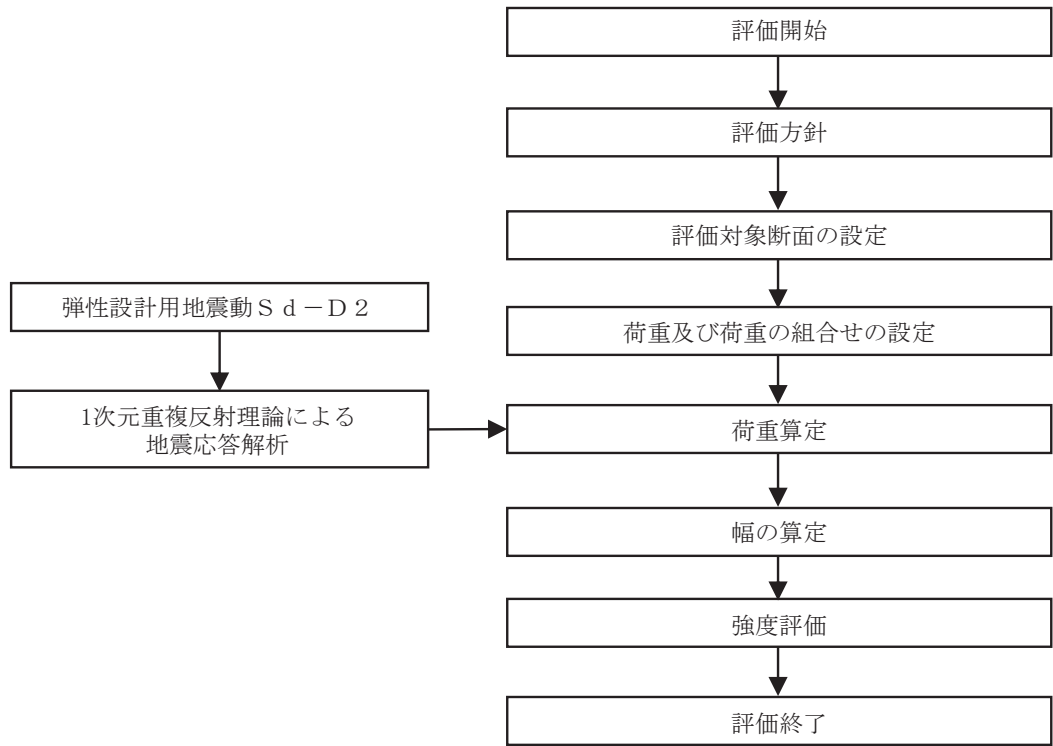 評価開始
評価方針
評価対象断面の設定
弾性設計用地震動Ｓｄ－Ｄ２
荷重及び荷重の組合せの設定
1次元重複反射理論による
地震応答解析
荷重算定
幅の算定
強度評価
評価終了